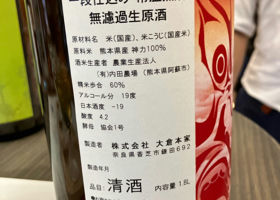 無濾過生原酒
原材料名 米(国産)、米こうじ(国産米)
原料米 熊本県産 神力100%
酒米生産者 農業生産法人
(有)内田農場 (熊本県阿蘇市)
精米歩合 60%
アルコール分 19度
日本酒度 -19
酸度 4.2
酵母 協会1号
製造者 株式会社 大倉本家
奈良県香芝市鎌田692
製造年月
品目 清酒 内容量 1.8L